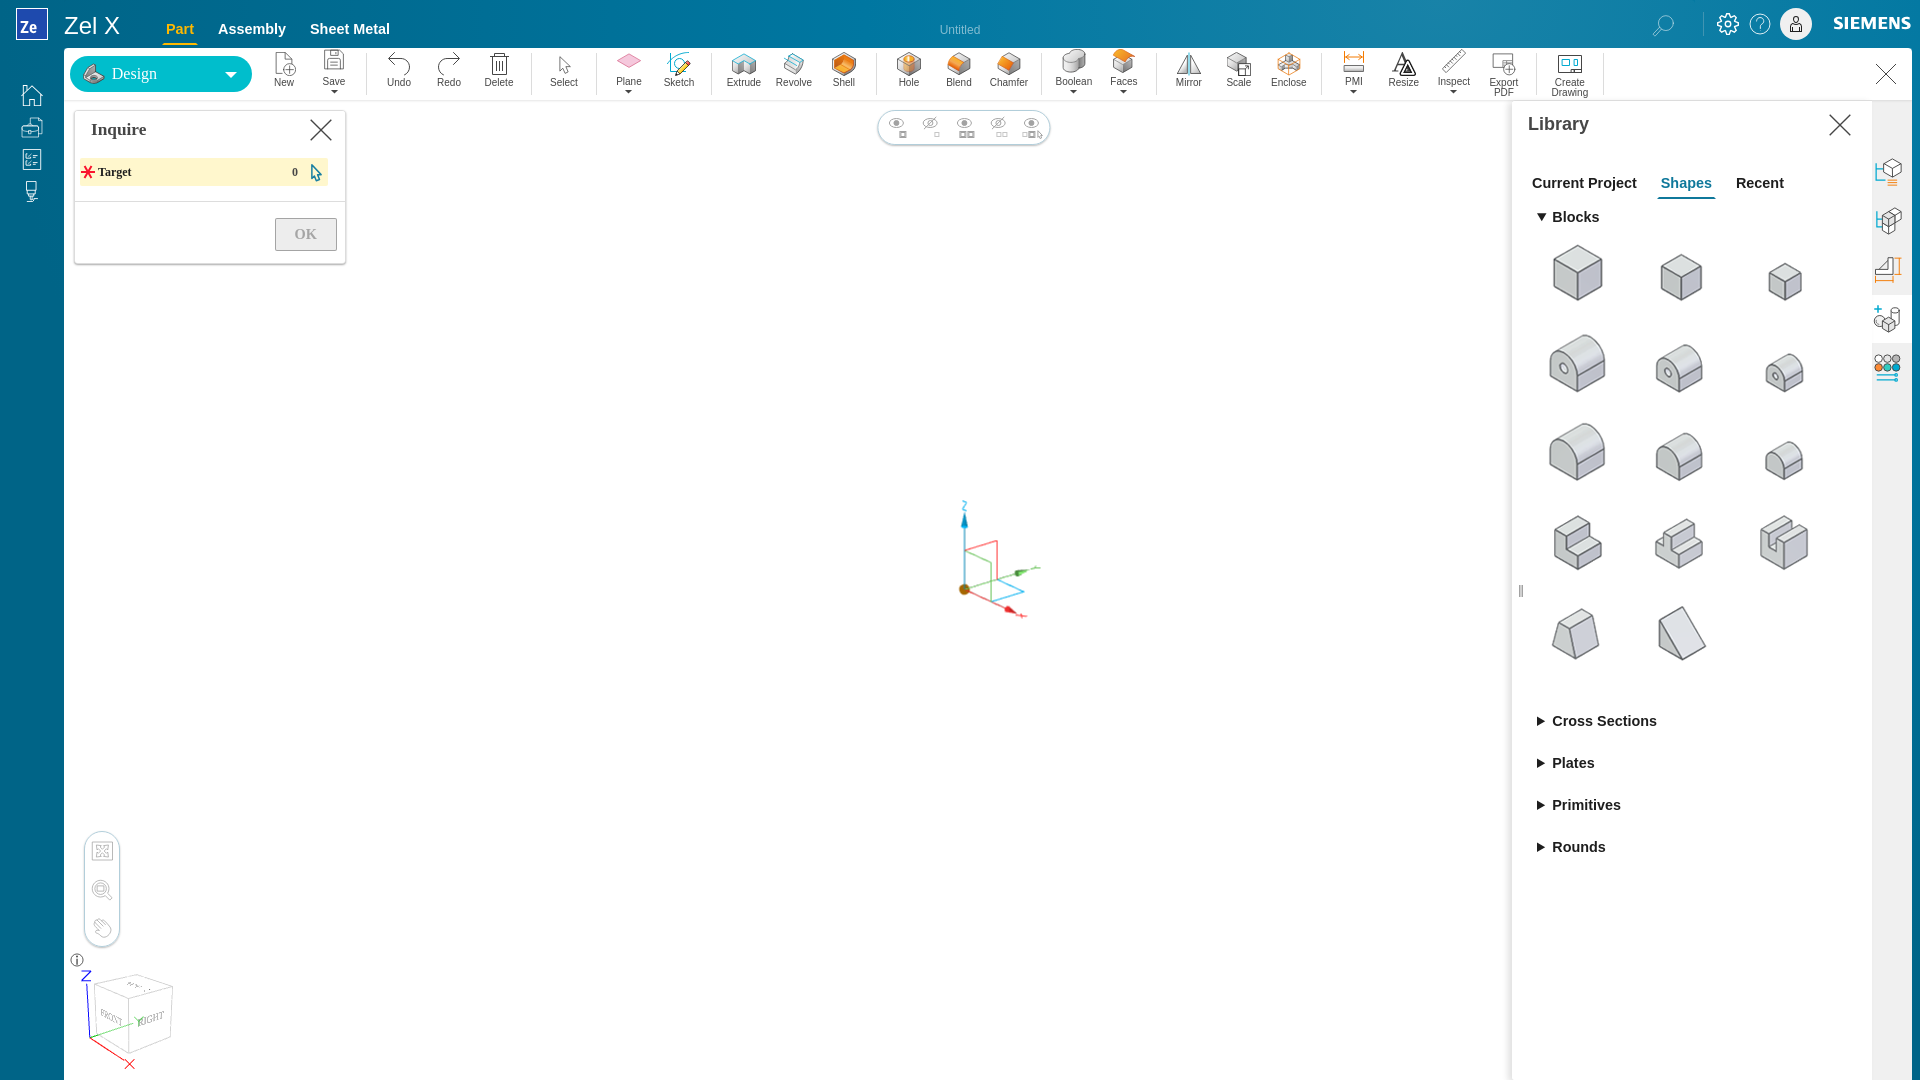 Ze
Zel X
Part
Assembly
Sheet Metal
Untitled
SIEMENS
Design
New
Save
Undo
Redo
Delete
Select
Plane
Sketch
Extrude
Revolve
Shell
Hole
Blend
Chamfer
Boolean
Faces
Mirror
Scale
Enclose
PMI
Resize
Inspect
Export
PDF
Create
Drawing
Inquire
Target
0
OK
Library
Current Project
Shapes
Recent
Blocks
Cross Sections
Plates
Primitives
Rounds
Z
Z
FRONT
RIGHT
Y
X